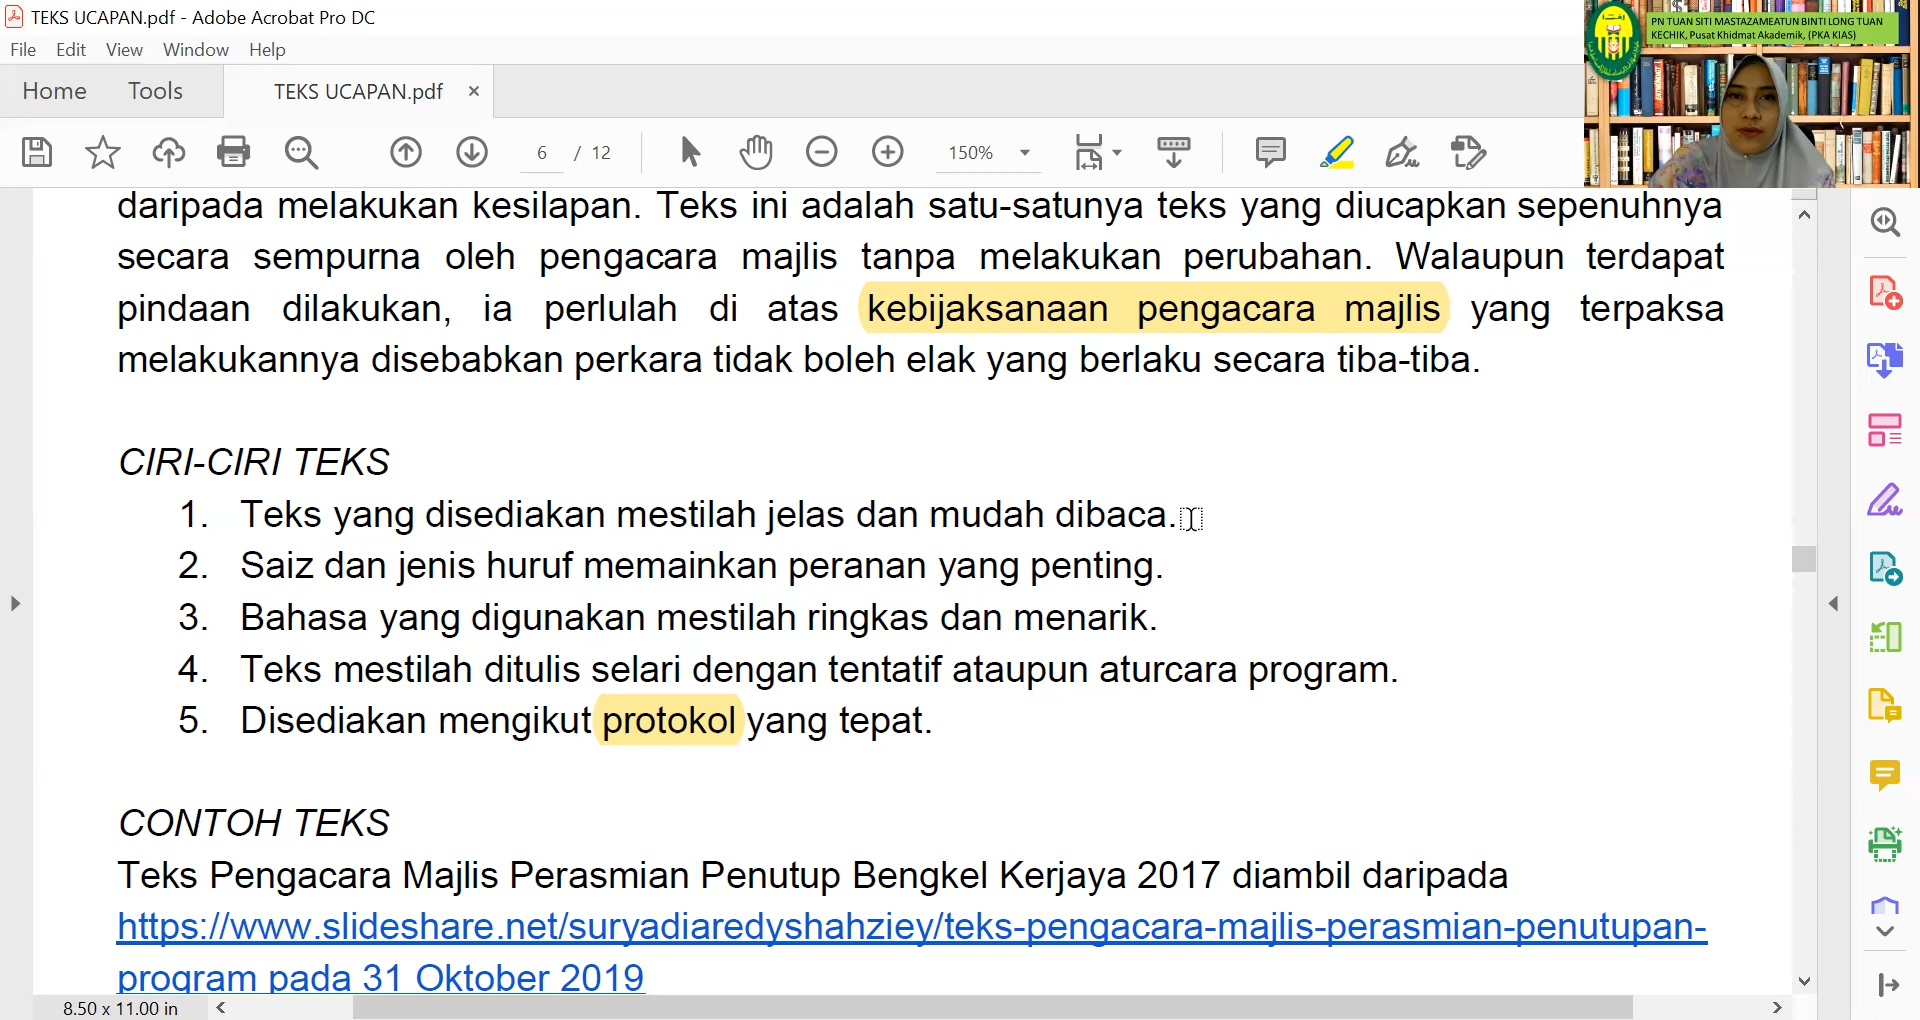 TEKS UCAPAN.pdf - Adobe Acrobat Pro DC
File Edit View Window Help
Home Tools TEKS UCAPAN.pdf ×
6 / 12 150%
PN TUAN SITI MASTAZAMEATUN BINTI LONG TUAN
KECHIK, Pusat Khidmat Akademik, (PKA KIAS)
daripada melakukan kesilapan. Teks ini adalah satu-satunya teks yang diucapkan sepenuhnya
secara sempurna oleh pengacara majlis tanpa melakukan perubahan. Walaupun terdapat
pindaan dilakukan, ia perlulah di atas kebijaksanaan pengacara majlis yang terpaksa
melakukannya disebabkan perkara tidak boleh elak yang berlaku secara tiba-tiba.
CIRI-CIRI TEKS
1. Teks yang disediakan mestilah jelas dan mudah dibaca.
2. Saiz dan jenis huruf memainkan peranan yang penting.
3. Bahasa yang digunakan mestilah ringkas dan menarik.
4. Teks mestilah ditulis selari dengan tentatif ataupun aturcara program.
5. Disediakan mengikut protokol yang tepat.
CONTOH TEKS
Teks Pengacara Majlis Perasmian Penutup Bengkel Kerjaya 2017 diambil daripada
https://www.slideshare.net/suryadiaredyshahziey/teks-pengacara-majlis-perasmian-penutupan-
program pada 31 Oktober 2019
8.50 x 11.00 in